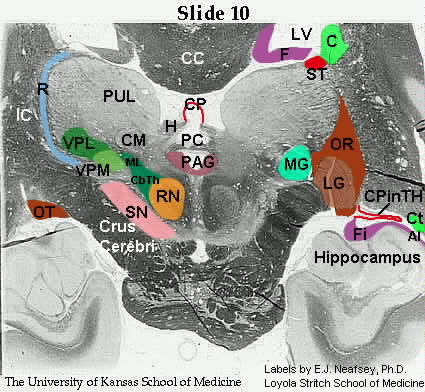 Slide 10
LV
C
F
CC
ST
R
PUL
CP
IC
H
OR
VPL
CM
PC
ML
PAG
MG
VPM
CbTh
LG
RN
CPinTH
OT
SN
Ct
Crus
Cerebri
Fi
Al
Hippocampus
Labels by E.J. Neafsey, Ph.D.
The University of Kansas School of Medicine
Loyola Stritch School of Medicine